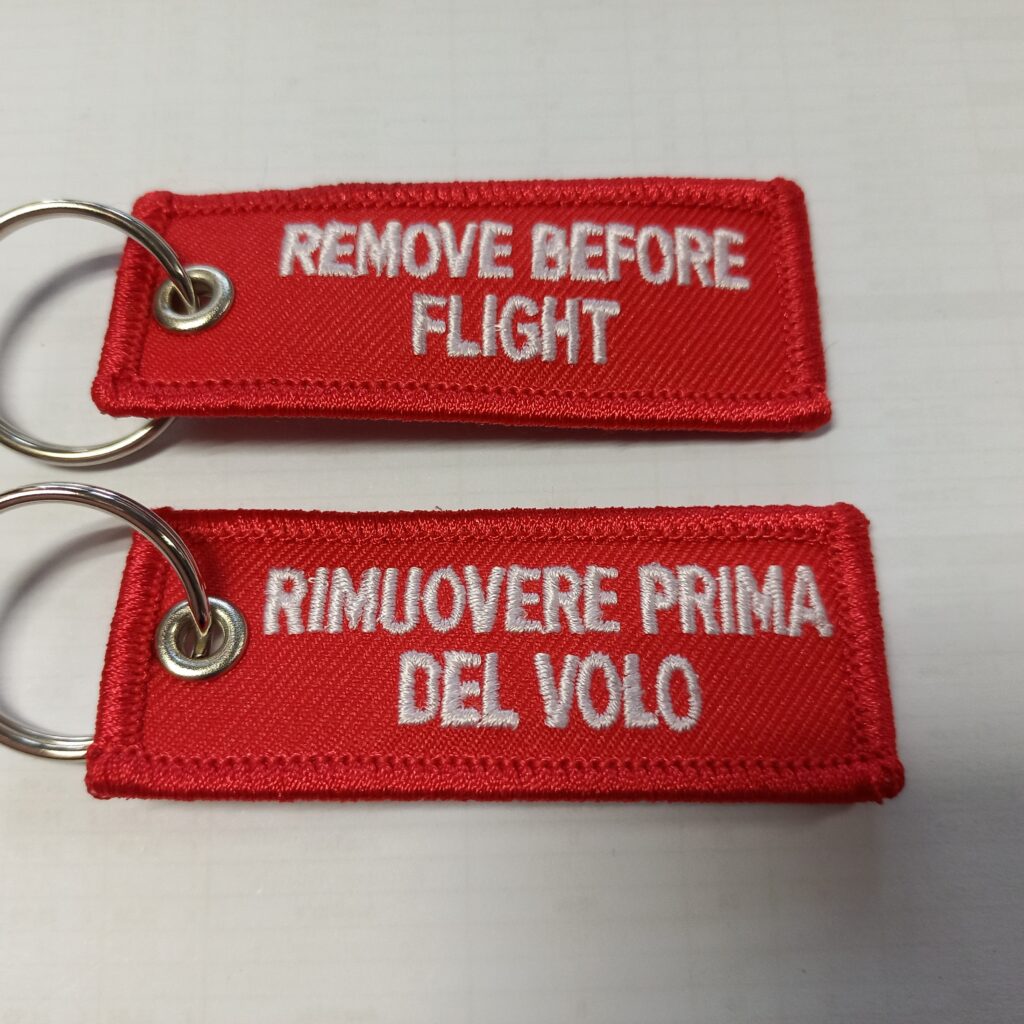 REMOVE BEFORE
FLIGHT
RIMUOVERE PRIMA
DEL VOLO